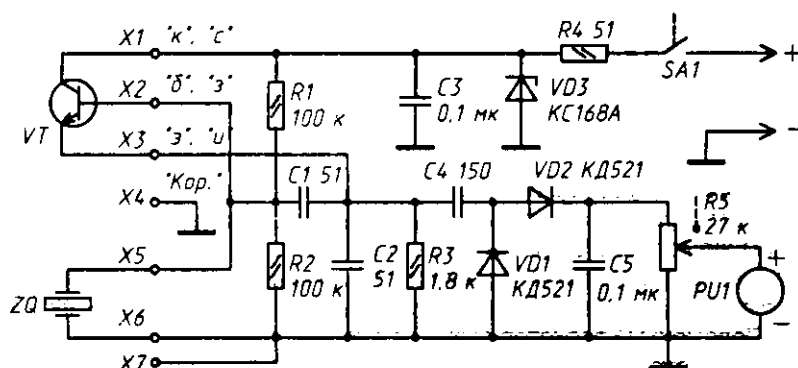 X1 "к", "с"
R4 51
SA1
+
X2 "б", "з"
R1
100 к
C3
0,1 мк
VD3
КС168А
VT
X3 "э", "и"
−
X4 "Кор."
C1 51
C4 150
VD2 КД521
R5
27 к
X5
R2
100 к
C2
51
R3
1,8 к
VD1
КД521
C5
0,1 мк
PU1
+
−
ZQ
X6
X7